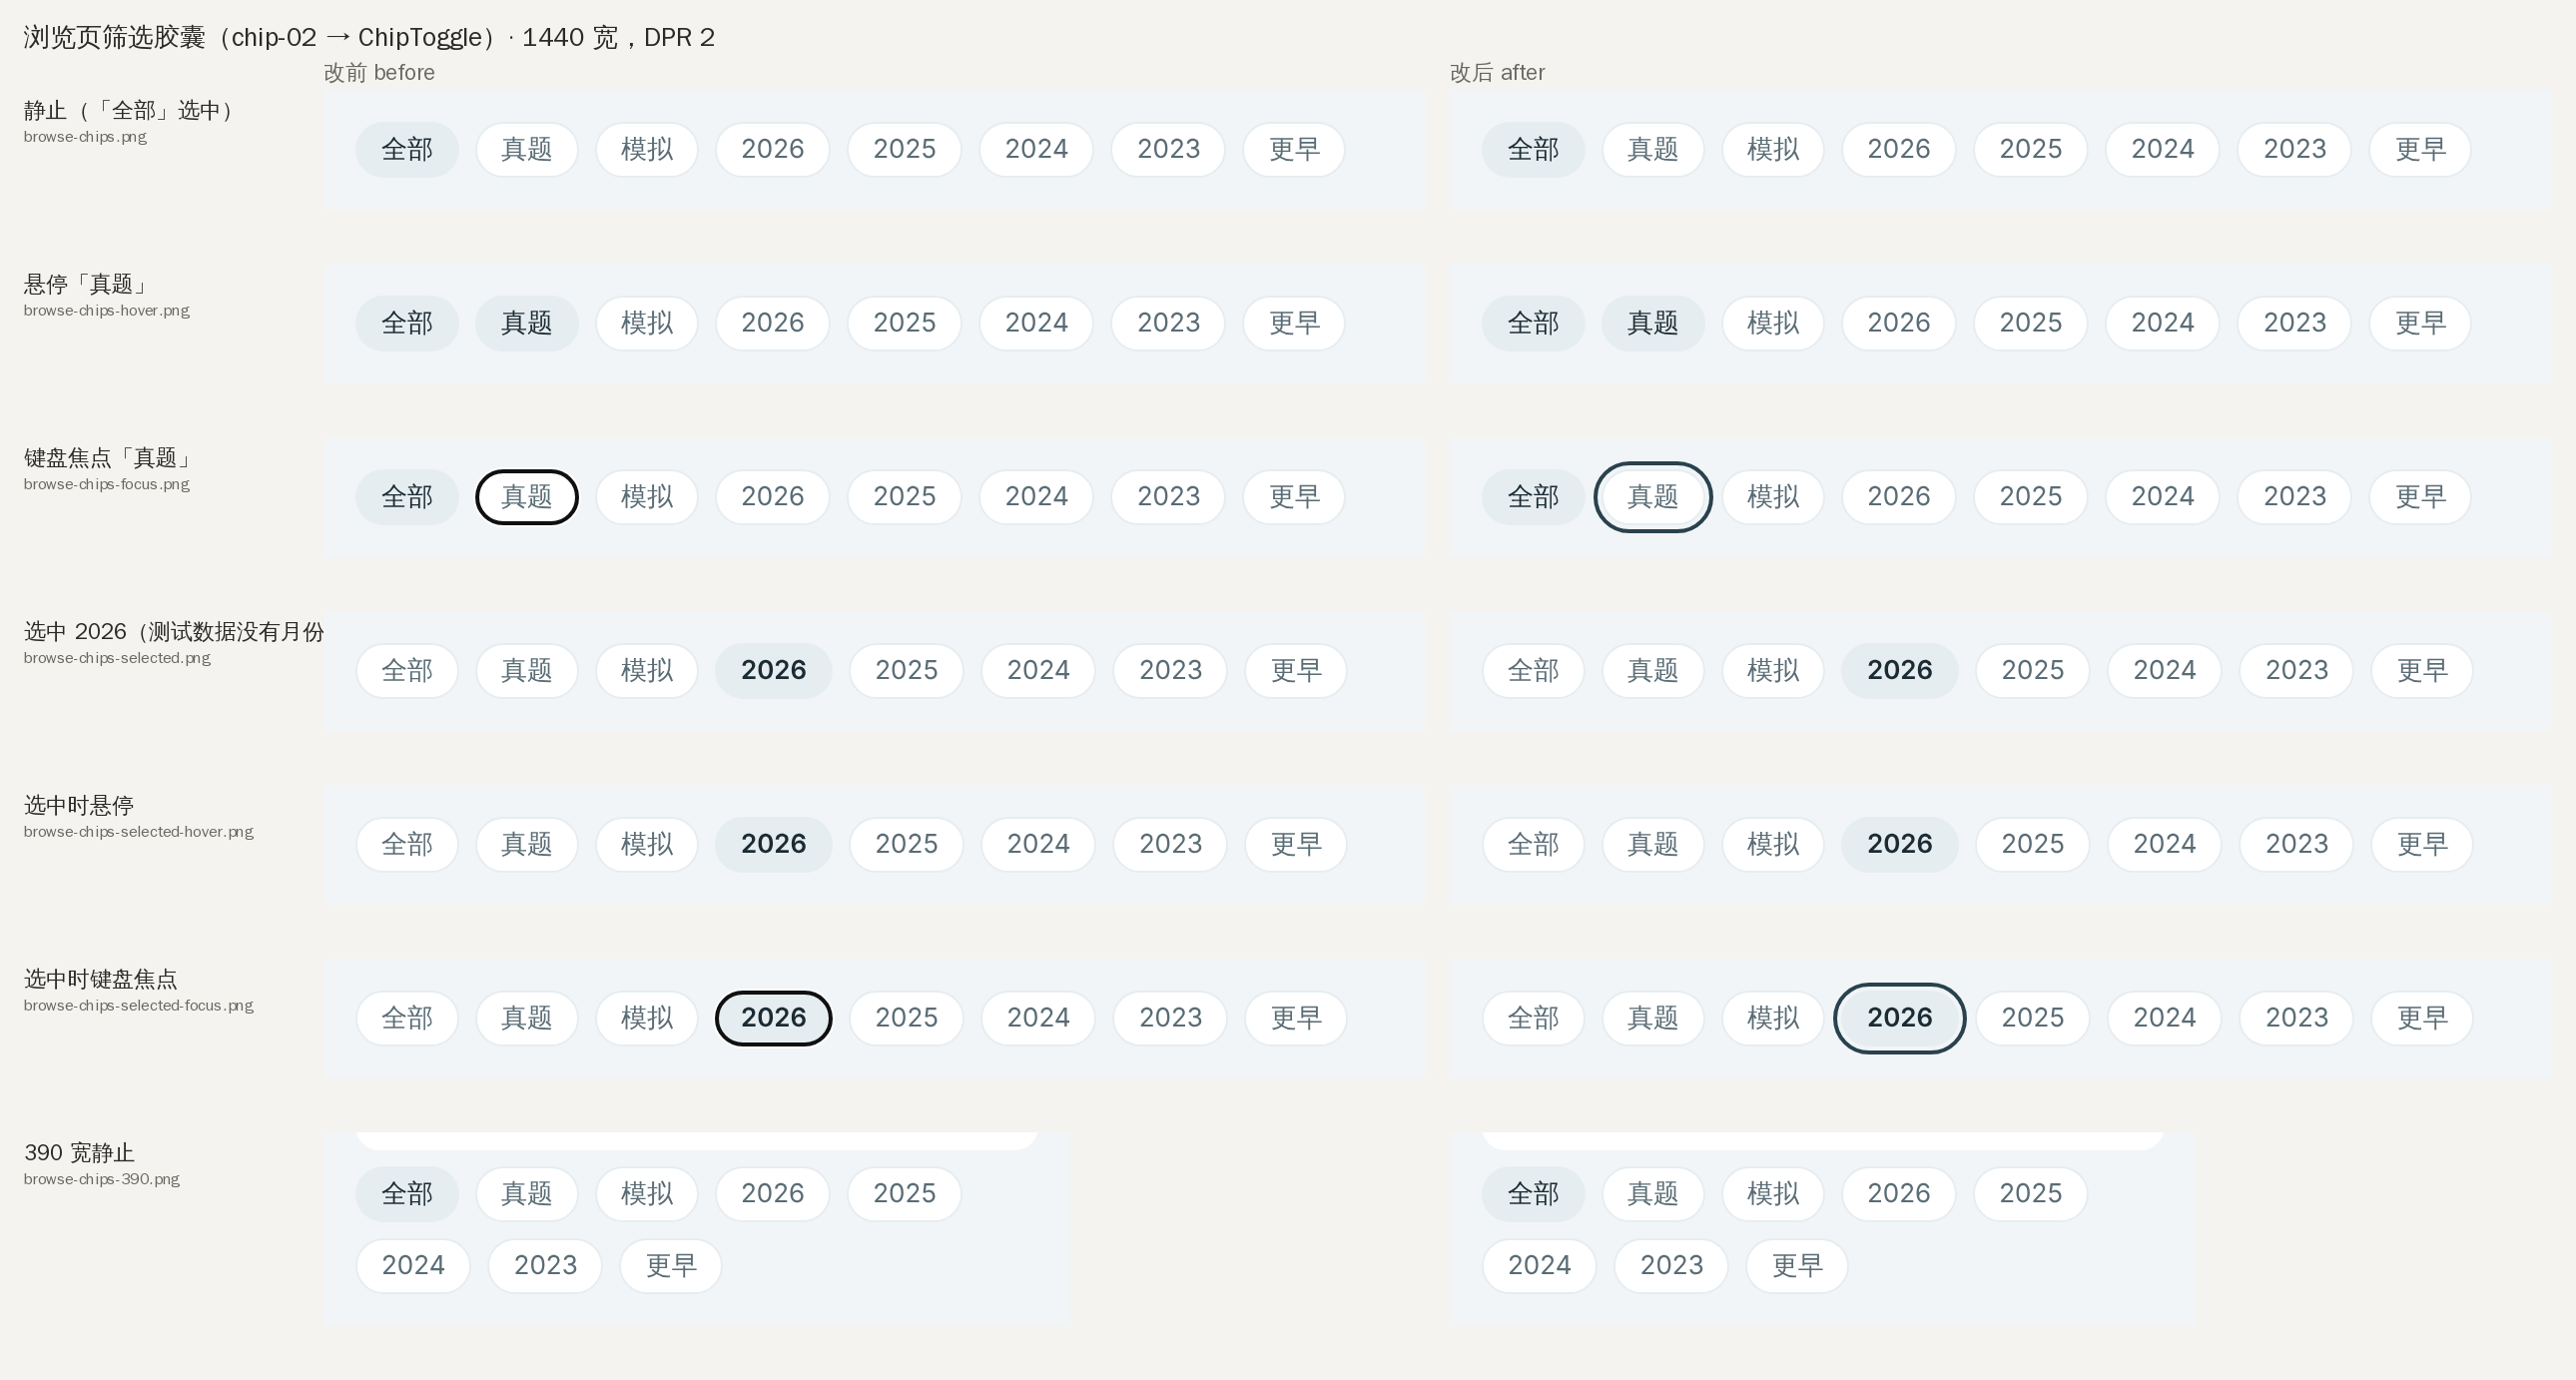 浏览页筛选胶囊（chip-02 → ChipToggle）· 1440 宽，DPR 2
改前 before
改后 after
静止（「全部」选中）
browse-chips.png
全部 真题 模拟 2026 2025 2024 2023 更早
全部 真题 模拟 2026 2025 2024 2023 更早
悬停「真题」
browse-chips-hover.png
全部 真题 模拟 2026 2025 2024 2023 更早
全部 真题 模拟 2026 2025 2024 2023 更早
键盘焦点「真题」
browse-chips-focus.png
全部 真题 模拟 2026 2025 2024 2023 更早
全部 真题 模拟 2026 2025 2024 2023 更早
选中 2026（测试数据没有月份
browse-chips-selected.png
全部 真题 模拟 2026 2025 2024 2023 更早
全部 真题 模拟 2026 2025 2024 2023 更早
选中时悬停
browse-chips-selected-hover.png
全部 真题 模拟 2026 2025 2024 2023 更早
全部 真题 模拟 2026 2025 2024 2023 更早
选中时键盘焦点
browse-chips-selected-focus.png
全部 真题 模拟 2026 2025 2024 2023 更早
全部 真题 模拟 2026 2025 2024 2023 更早
390 宽静止
browse-chips-390.png
全部 真题 模拟 2026 2025
2024 2023 更早
全部 真题 模拟 2026 2025
2024 2023 更早